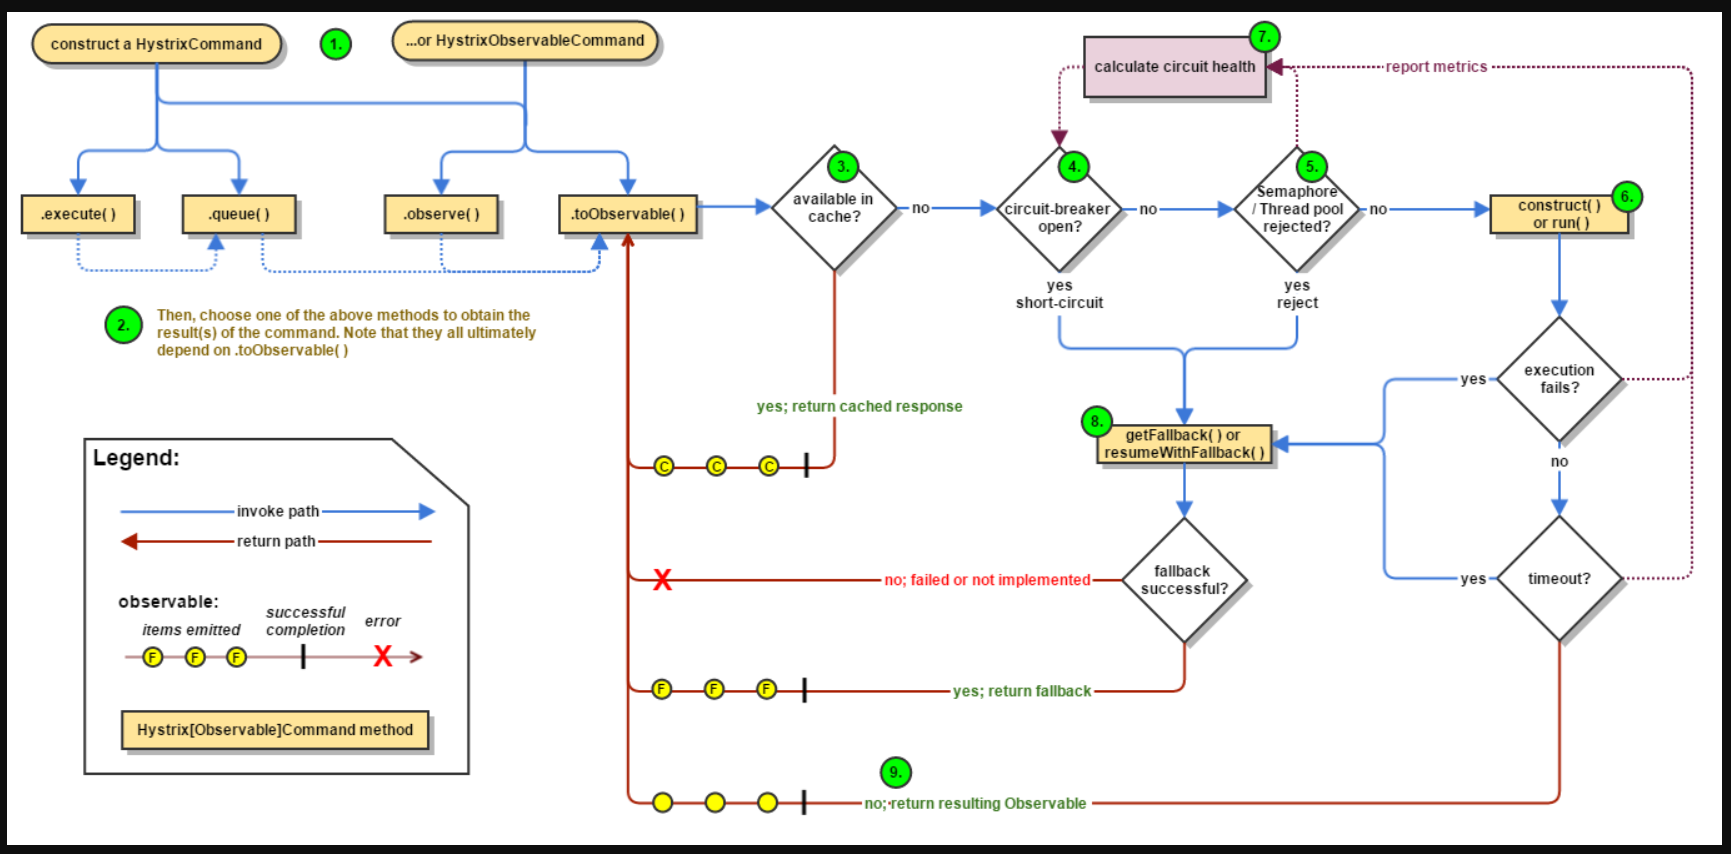 construct a HystrixCommand
1.
...or HystrixObservableCommand
7.
calculate circuit health
report metrics
.execute( )
.queue( )
.observe( )
.toObservable( )
3.
available in
cache?
no
4.
circuit-breaker
open?
no
5.
Semaphore
/ Thread pool
rejected?
no
6.
construct( )
or run( )
yes
short-circuit
yes
reject
2.
Then, choose one of the above methods to obtain the
result(s) of the command. Note that they all ultimately
depend on .toObservable( )
execution
fails?
yes
no
yes; return cached response
8.
getFallback( ) or
resumeWithFallback( )
C
C
C
Legend:
invoke path
return path
observable:
items emitted
successful
completion
error
F
F
F
X
Hystrix[Observable]Command method
X
no; failed or not implemented
fallback
successful?
yes
timeout?
F
F
F
yes; return fallback
9.
no; return resulting Observable